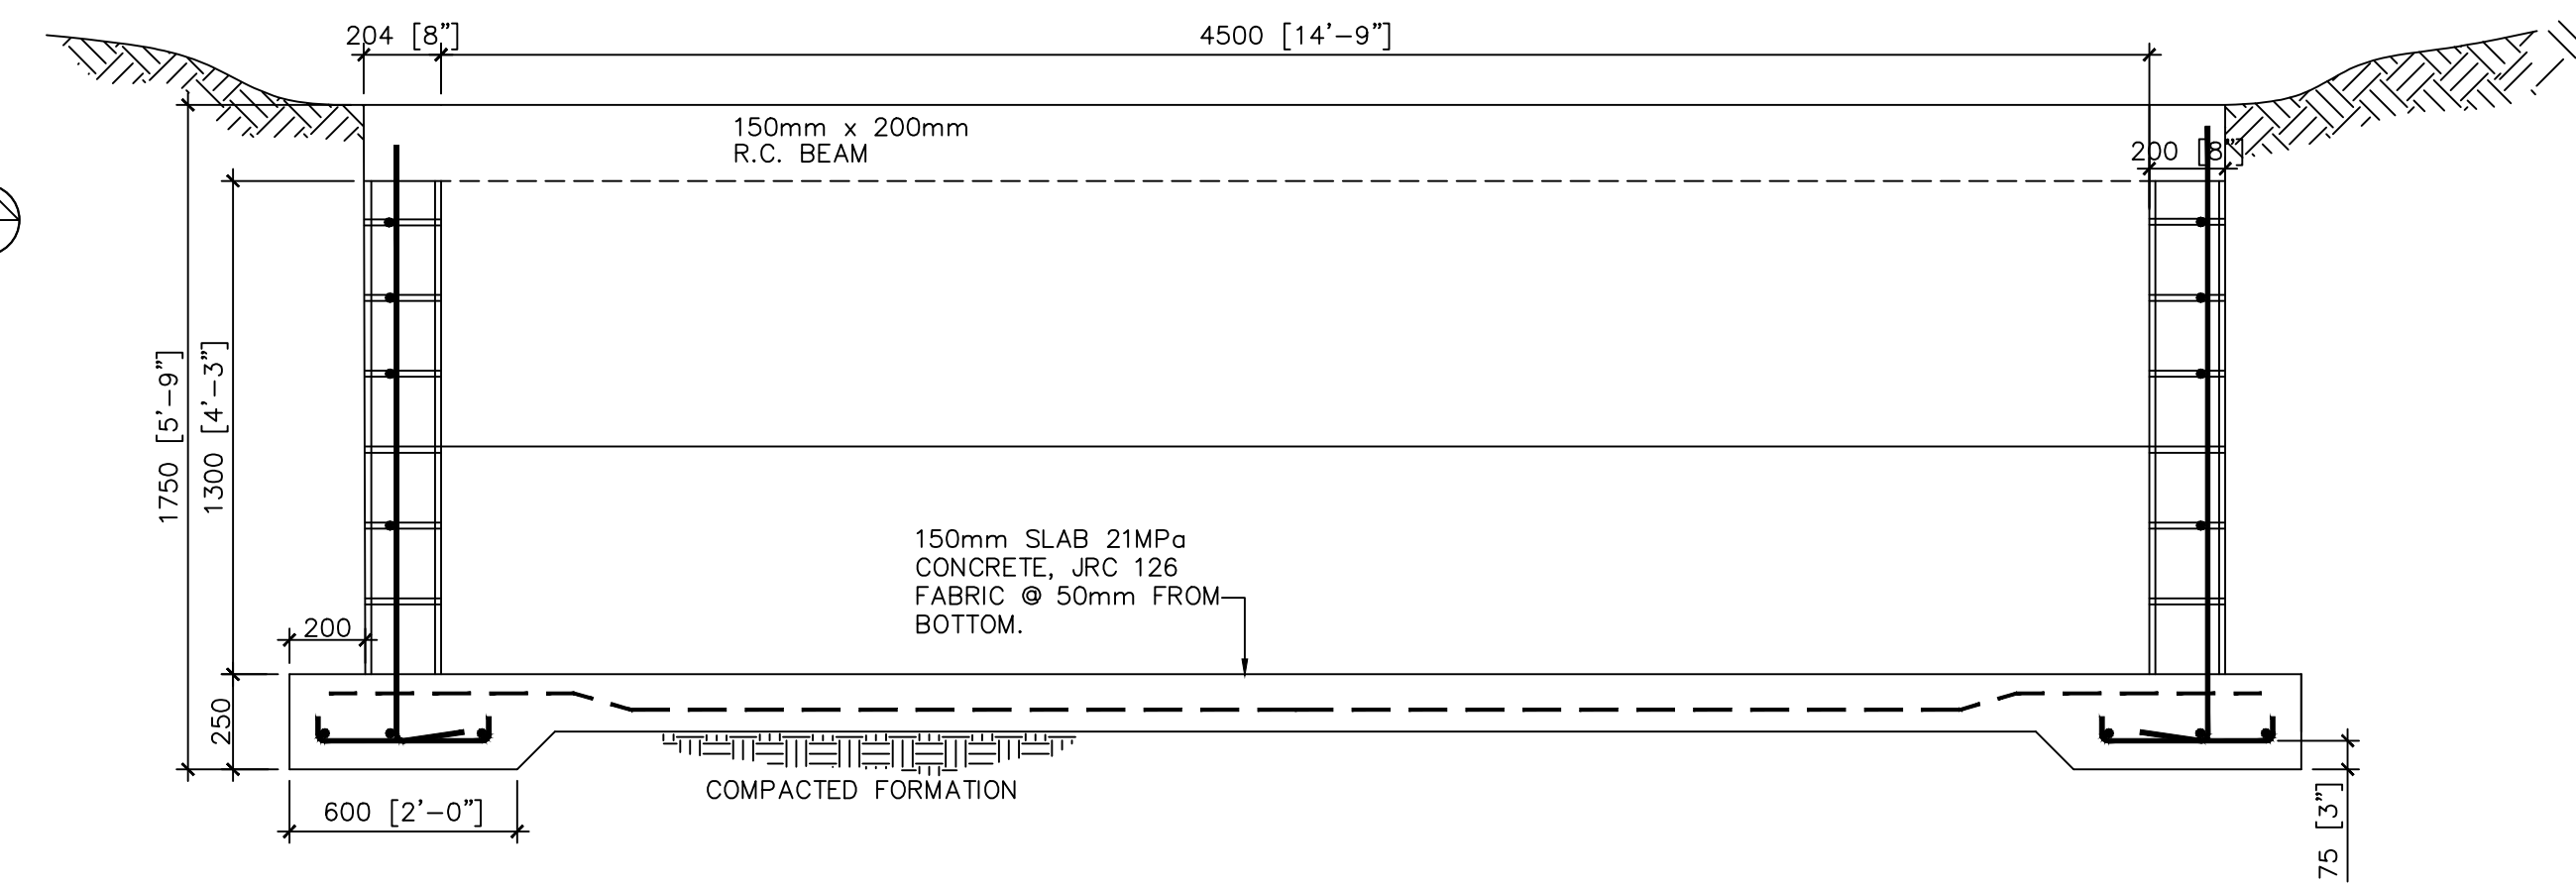 204 [8"]
4500 [14'-9"]
150mm x 200mm
R.C. BEAM
200 [8"]
1750 [5'-9"]
1300 [4'-3"]
150mm SLAB 21MPa
CONCRETE, JRC 126
FABRIC @ 50mm FROM
BOTTOM.
200
250
COMPACTED FORMATION
600 [2'-0"]
75 [3"]